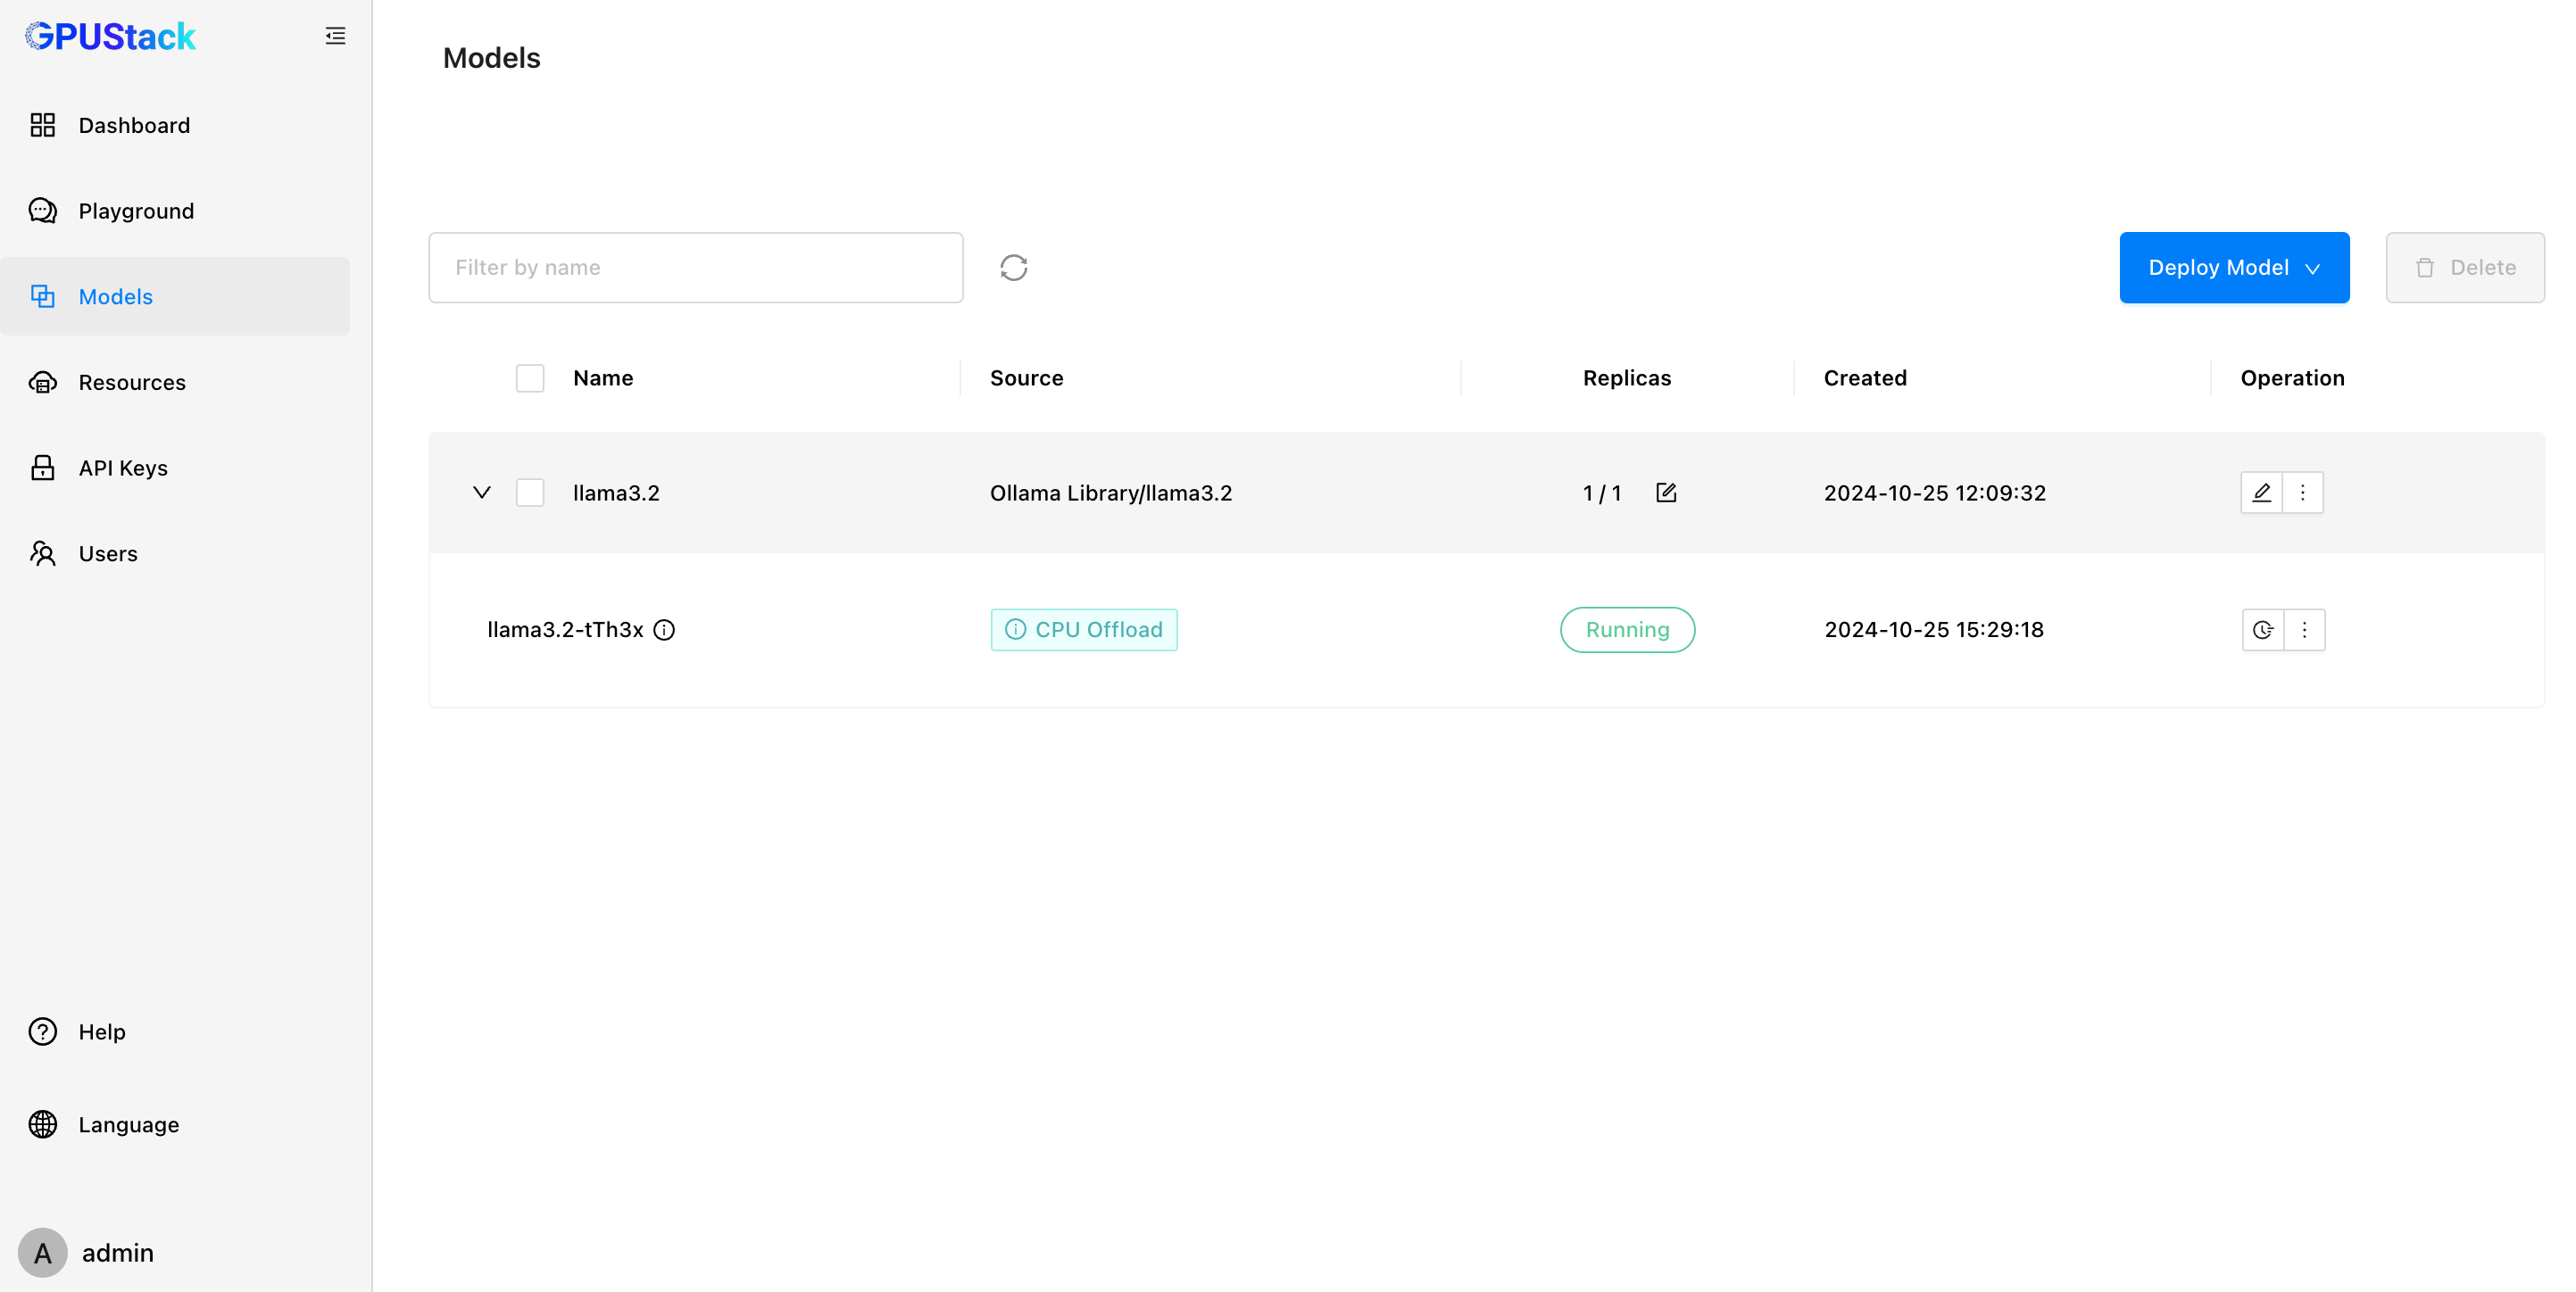 GPUStack
Dashboard
Playground
Models
Resources
API Keys
Users
Help
Language
A admin
Models
Filter by name
Deploy Model
Delete
Name Source Replicas Created Operation
llama3.2 Ollama Library/llama3.2 1 / 1 2024-10-25 12:09:32
llama3.2-tTh3x CPU Offload Running 2024-10-25 15:29:18